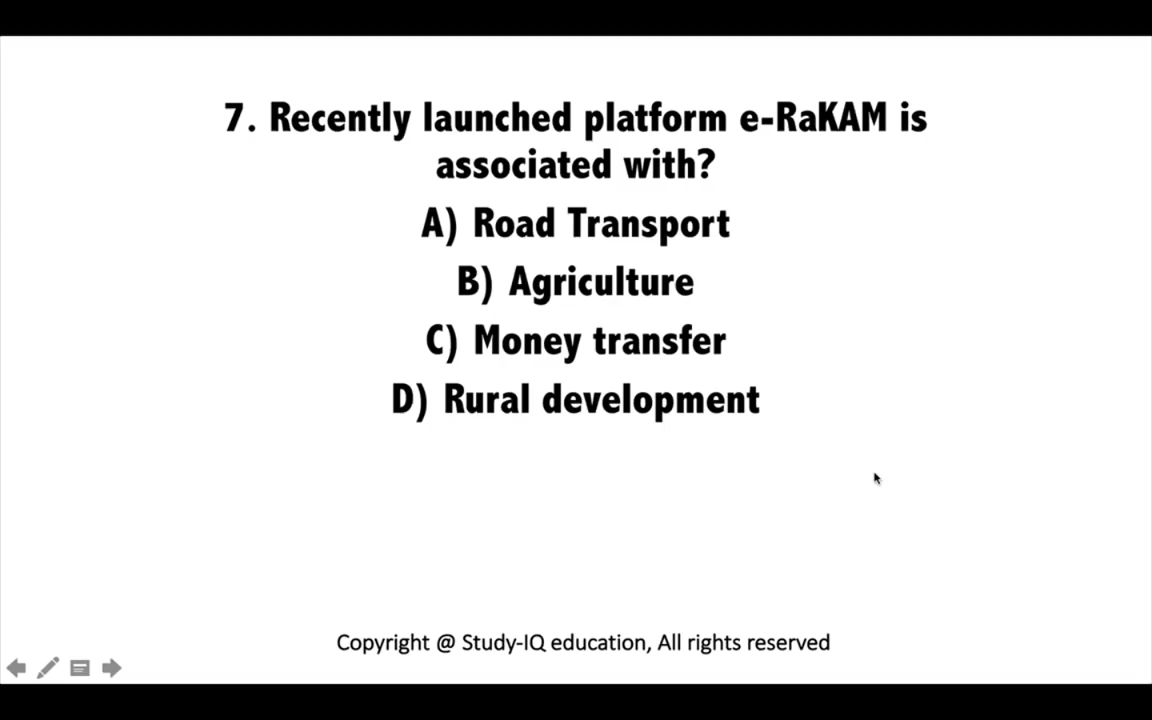 7. Recently launched platform e-RaKAM is
associated with?
A) Road Transport
B) Agriculture
C) Money transfer
D) Rural development
Copyright @ Study-IQ education, All rights reserved